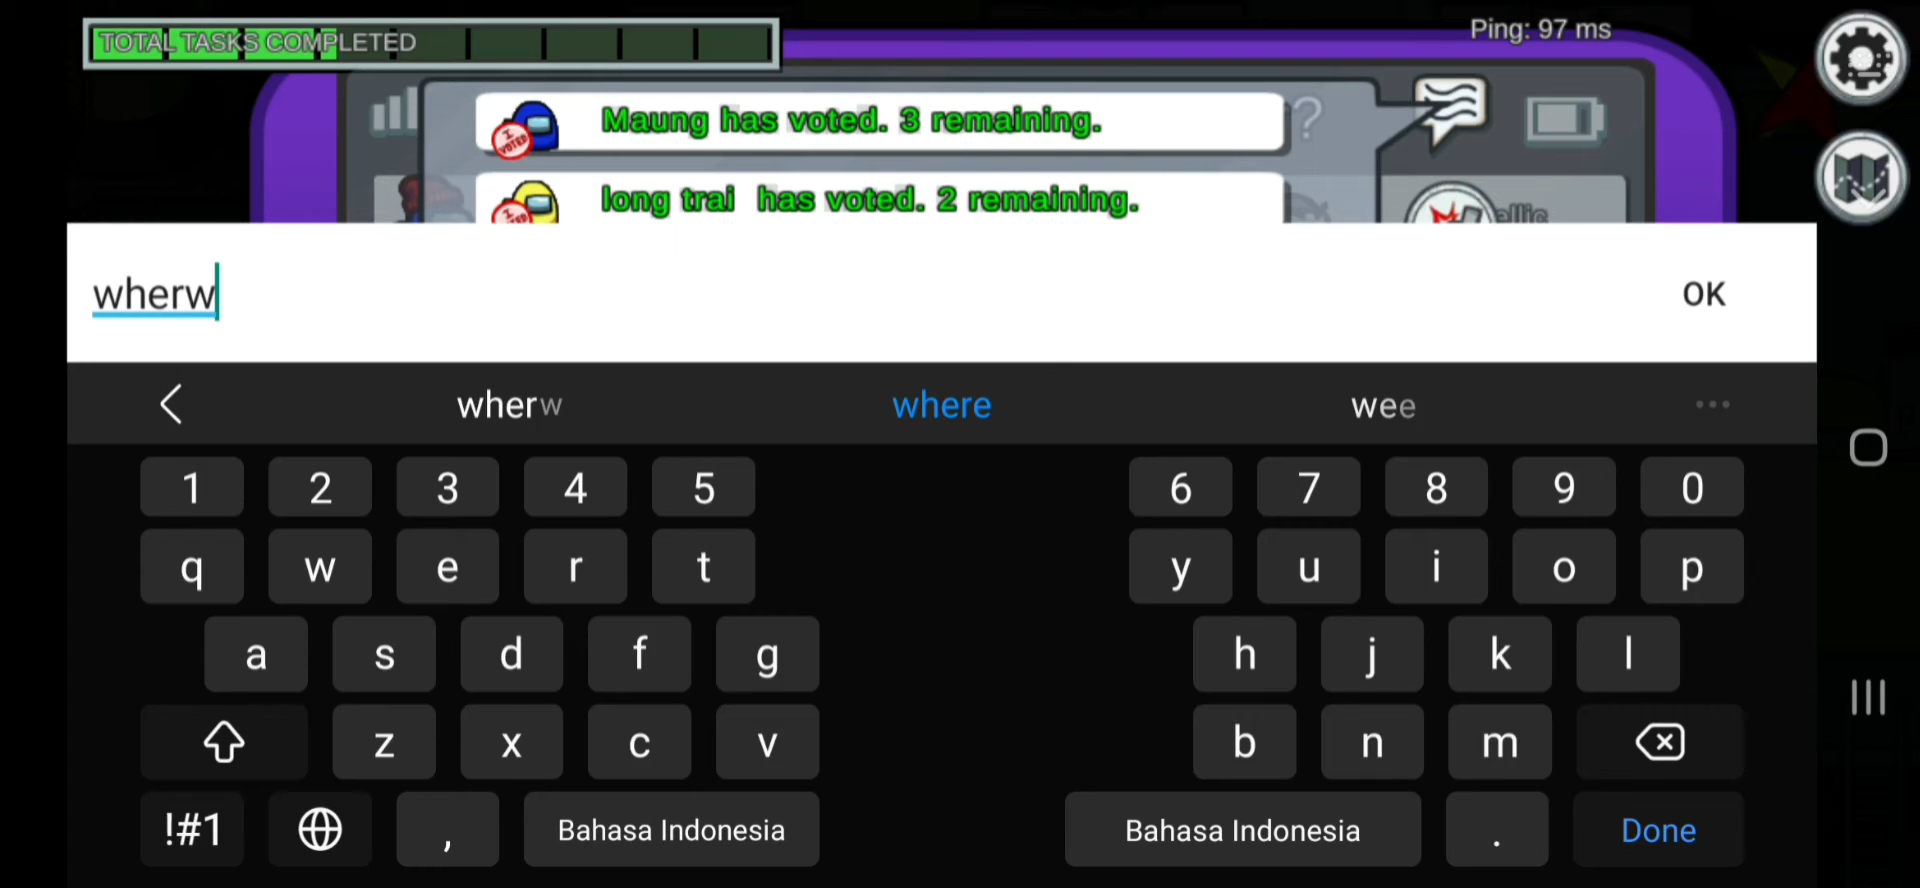 TOTAL TASKS COMPLETED
Ping: 97 ms
I VOTED
Maung has voted. 3 remaining.
?
long trai has voted. 2 remaining.
ellic
wherw
OK
wherw where wee
1 2 3 4 5 6 7 8 9 0
q w e r t y u i o p
a s d f g h j k l
z x c v b n m
!#1 , Bahasa Indonesia Bahasa Indonesia . Done